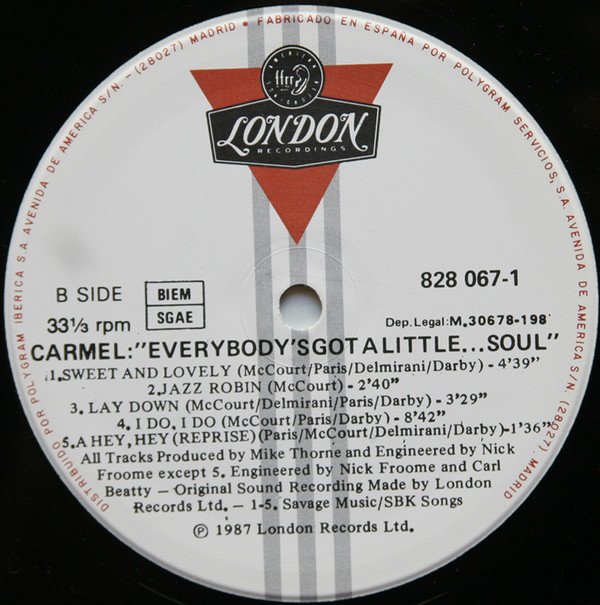 DISTRIBUIDO POR POLYGRAM IBERICA S.A. AVENIDA DE AMERICA S/N.-(28027) MADRID • FABRICADO EN ESPAÑA POR POLYGRAM SERVICIOS, S.A. AVENIDA DE AMERICA S/N. (28027) MADRID
AMERICAN
ffrr
LONDON
RECORDINGS
B SIDE
BIEM
SGAE
828 067-1
33⅓ rpm
Dep. Legal: M.30678-198
CARMEL:"EVERYBODY'S GOT A LITTLE...SOUL"
1.SWEET AND LOVELY (McCourt/Paris/Delmirani/Darby)-4'39"
2.JAZZ ROBIN (McCourt) - 2'40"
3. LAY DOWN (McCourt/Delmirani/Darby) - 3'29"
4. I DO, I DO (McCourt/Paris/Darby) - 8'42"
5.A HEY, HEY (REPRISE)(Paris/McCourt/Delmirani/Darby)-1'36"
All Tracks Produced by Mike Thorne and Engineered by Nick
Froome except 5. Engineered by Nick Froome and Carl
Beatty — Original Sound Recording Made by London
Records Ltd. — 1-5. Savage Music/SBK Songs
℗ 1987 London Records Ltd.